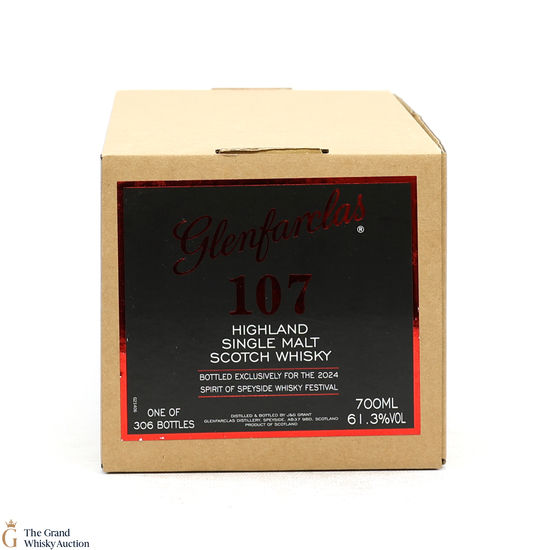 Glenfarclas
®
107
HIGHLAND
SINGLE MALT
SCOTCH WHISKY
BOTTLED EXCLUSIVELY FOR THE 2024
SPIRIT OF SPEYSIDE WHISKY FESTIVAL
ONE OF
306 BOTTLES
DISTILLED & BOTTLED BY J&G GRANT
GLENFARCLAS DISTILLERY, SPEYSIDE, AB37 9BD, SCOTLAND
PRODUCT OF SCOTLAND
700ML
61.3%VOL
G
The Grand
Whisky Auction